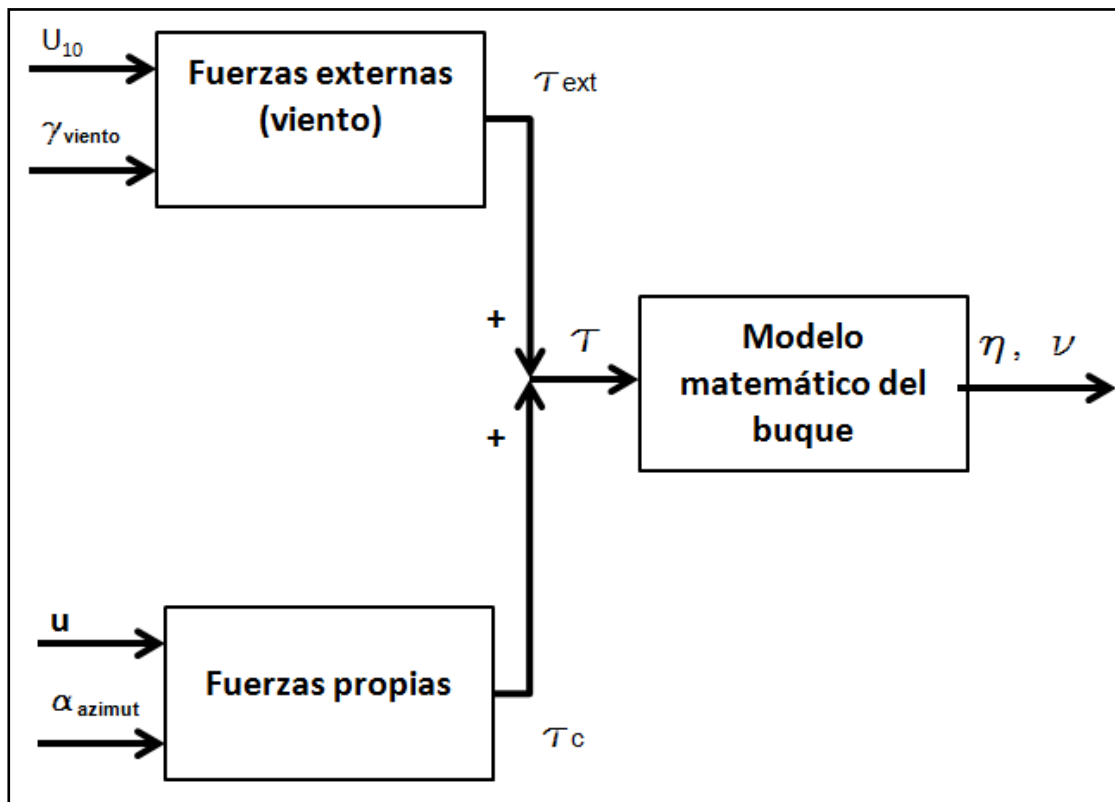 U10
γviento
Fuerzas externas
(viento)
τext
+
τ
+
Modelo
matemático del
buque
η, ν
u
αazimut
Fuerzas propias
τc